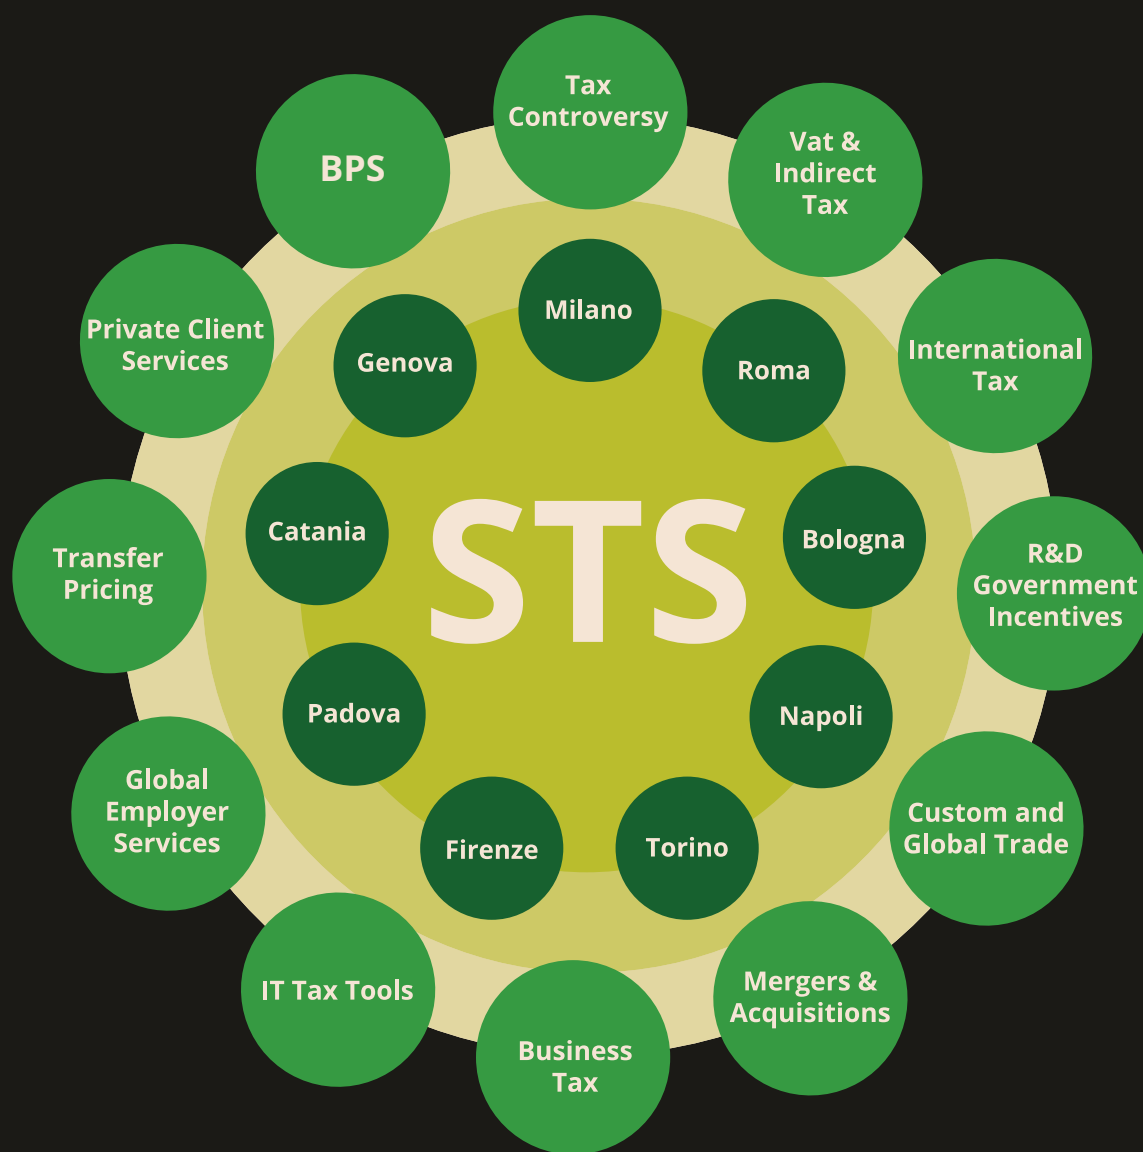 Tax
Controversy
Vat &
Indirect
Tax
International
Tax
R&D
Government
Incentives
Custom and
Global Trade
Mergers &
Acquisitions
Business
Tax
IT Tax Tools
Global
Employer
Services
Transfer
Pricing
Private Client
Services
BPS
Milano
Roma
Bologna
Napoli
Torino
Firenze
Padova
Catania
Genova
STS